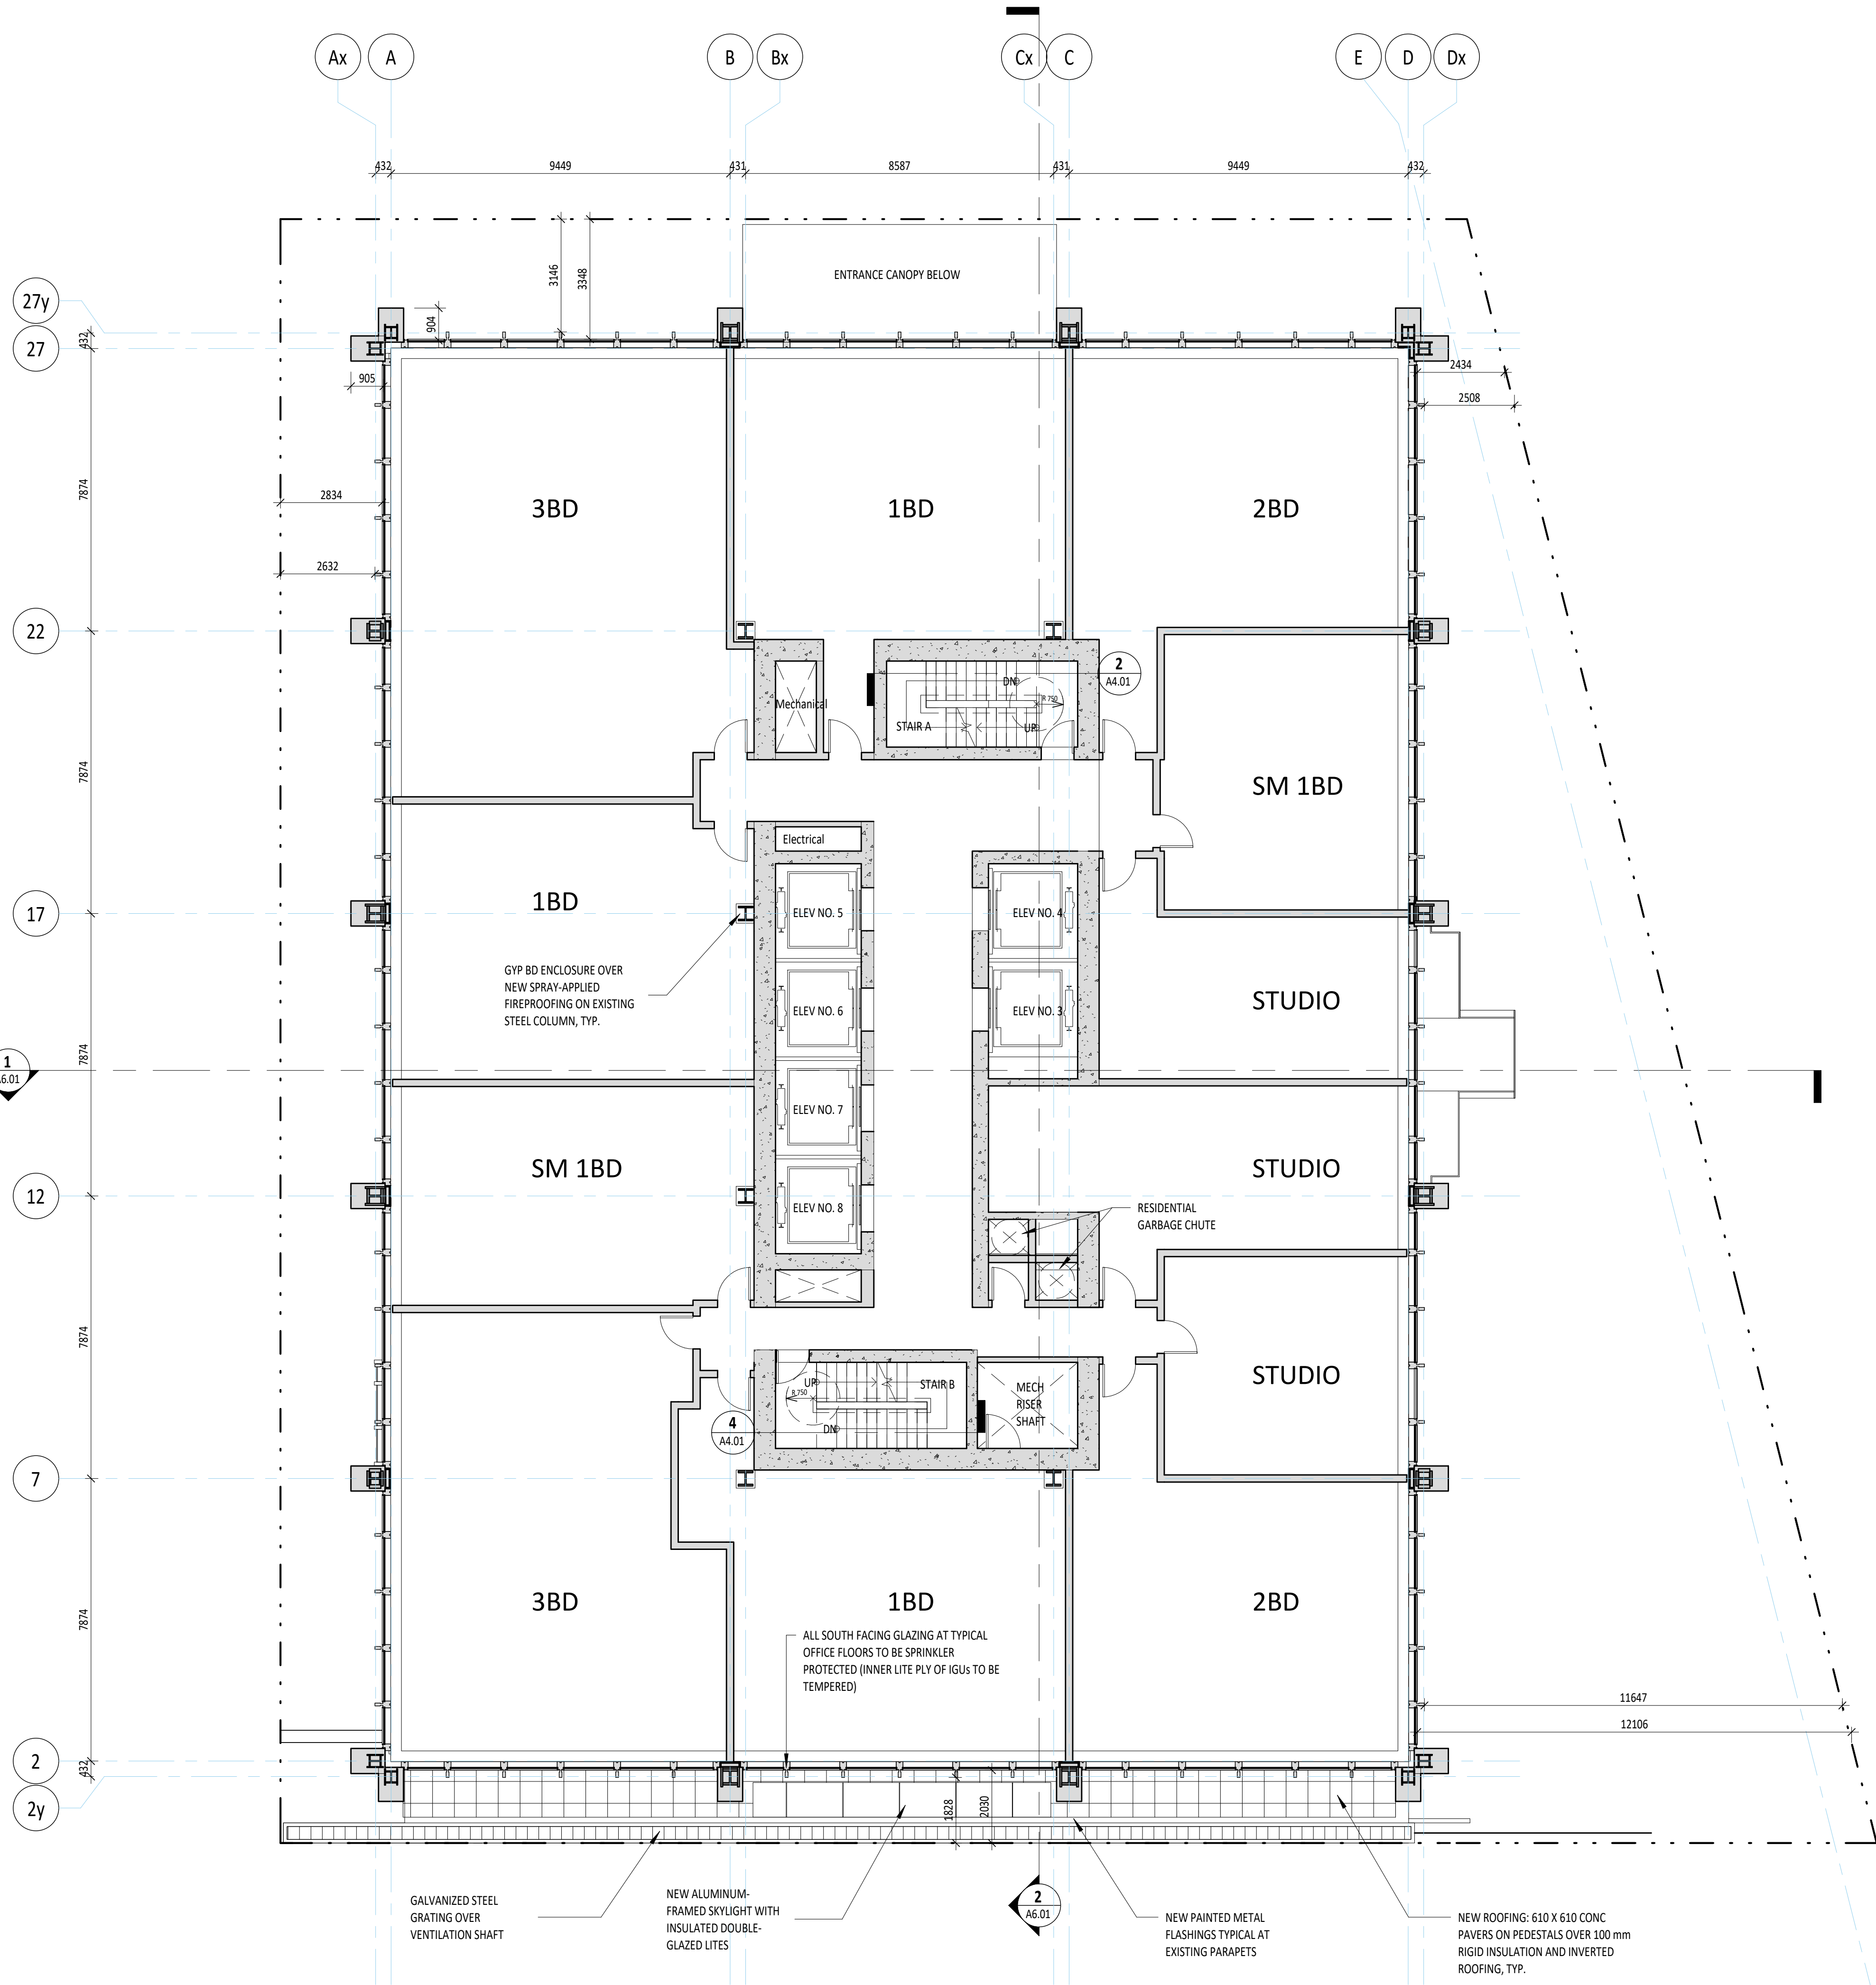 Ax
A
B
Bx
Cx
C
E
D
Dx
432
9449
431
8587
431
9449
432
3146
3348
ENTRANCE CANOPY BELOW
27y
27
432
904
905
2434
2508
7874
2834
3BD
1BD
2BD
2632
22
2
A4.01
DN
R 750
Mechanical
STAIR A
UP
7874
SM 1BD
Electrical
1BD
17
ELEV NO. 5
ELEV NO. 4
GYP BD ENCLOSURE OVER
NEW SPRAY-APPLIED
FIREPROOFING ON EXISTING
STEEL COLUMN, TYP.
STUDIO
ELEV NO. 6
ELEV NO. 3
7874
1
A6.01
ELEV NO. 7
SM 1BD
STUDIO
12
ELEV NO. 8
RESIDENTIAL
GARBAGE CHUTE
7874
UP
R 750
STAIR B
MECH
RISER
SHAFT
STUDIO
4
A4.01
DN
7
7874
3BD
1BD
2BD
ALL SOUTH FACING GLAZING AT TYPICAL
OFFICE FLOORS TO BE SPRINKLER
PROTECTED (INNER LITE PLY OF IGUs TO BE
TEMPERED)
11647
12106
2
432
2y
1828
2030
GALVANIZED STEEL
GRATING OVER
VENTILATION SHAFT
NEW ALUMINUM-
FRAMED SKYLIGHT WITH
INSULATED DOUBLE-
GLAZED LITES
2
A6.01
NEW PAINTED METAL
FLASHINGS TYPICAL AT
EXISTING PARAPETS
NEW ROOFING: 610 X 610 CONC
PAVERS ON PEDESTALS OVER 100 mm
RIGID INSULATION AND INVERTED
ROOFING, TYP.